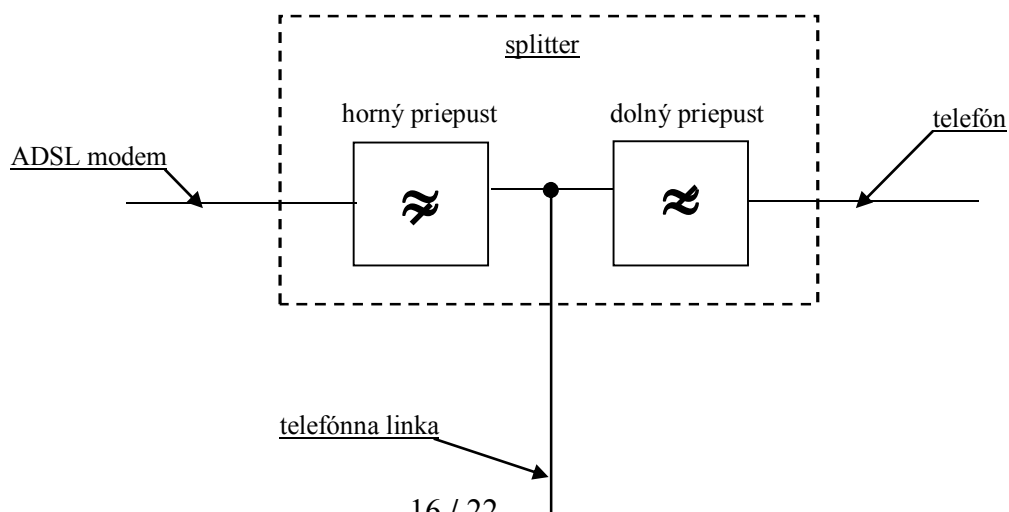 splitter
horný priepust
dolný priepust
telefón
ADSL modem
telefónna linka
16 / 22